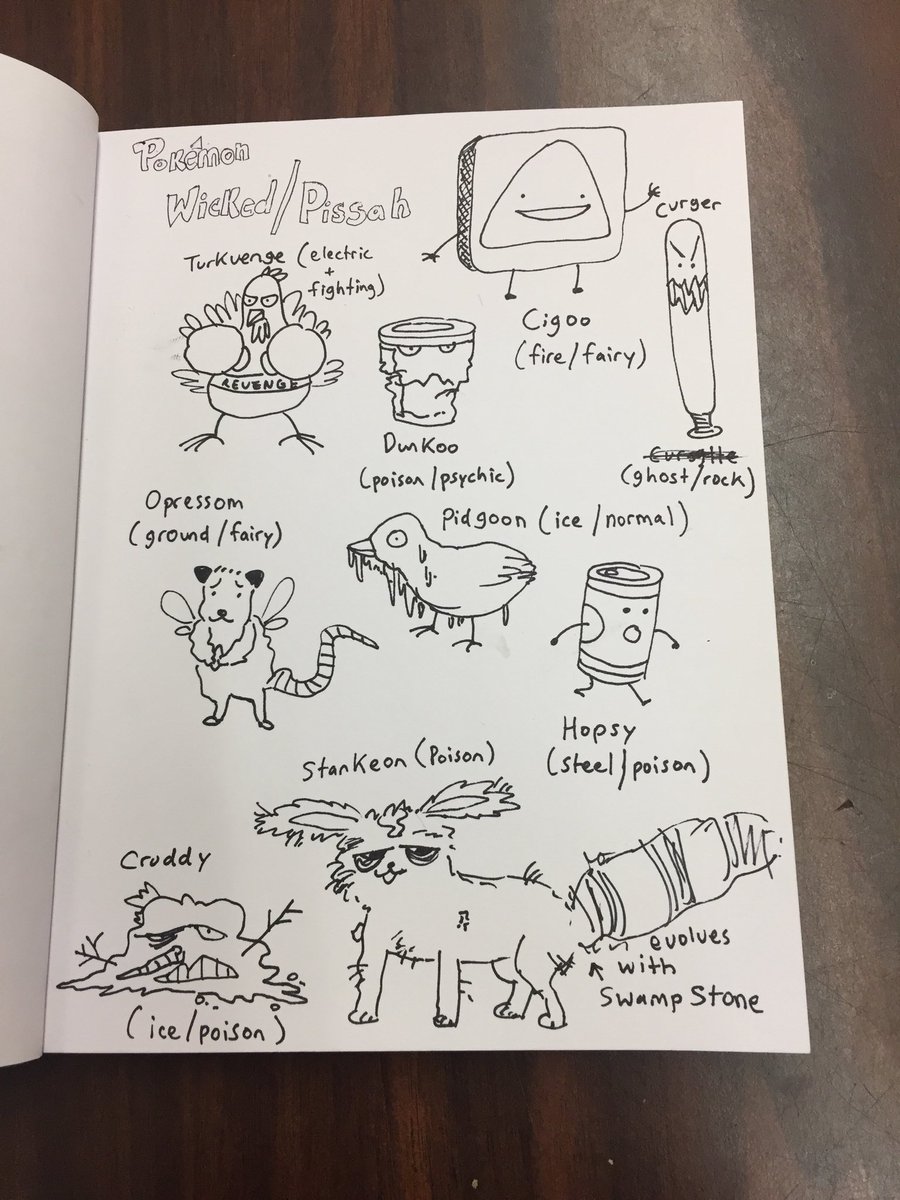 Pokémon
Wicked/Pissah
Turkvenge (electric
+
fighting)
REVENGE
Cigoo
(fire/fairy)
Curger
(ghost/rock)
Dunkoo
(poison/psychic)
Opressom
(ground/fairy)
Pidgoon (ice/normal)
Hopsy
(steel/poison)
Stankeon (Poison)
evolves
with
Swamp Stone
Cruddy
(ice/poison)